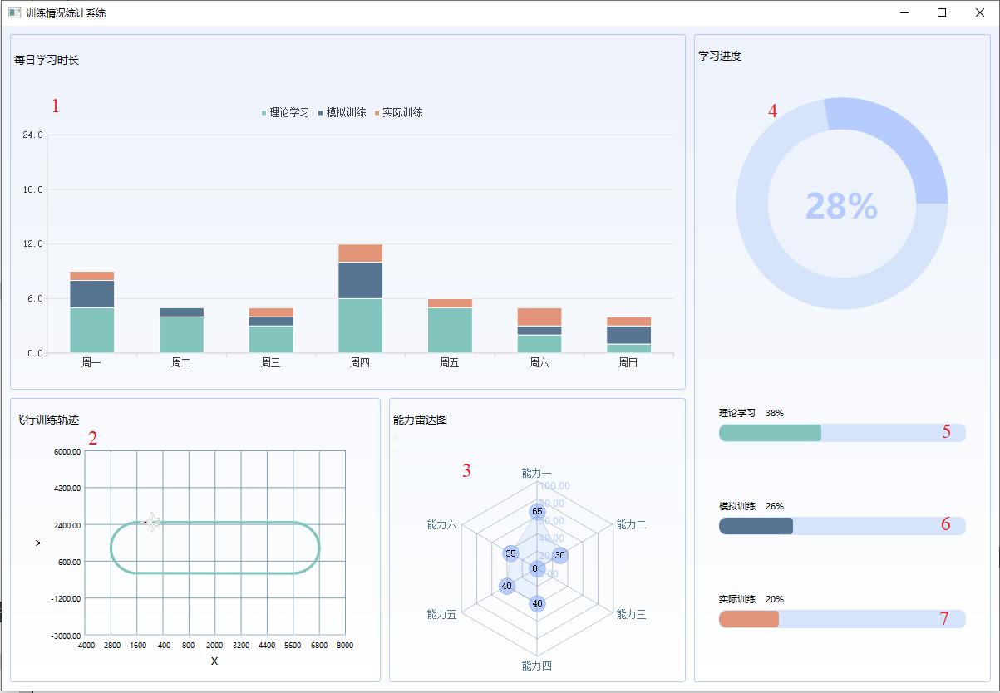 训练情况统计系统
每日学习时长
1
理论学习 模拟训练 实际训练
24.0
18.0
12.0
6.0
0.0
周一 周二 周三 周四 周五 周六 周日
飞行训练轨迹
2
6000.00
4200.00
2400.00
600.00
-1200.00
-3000.00
Y
-4000 -2800 -1600 -400 800 2000 3200 4400 5600 6800 8000
X
能力雷达图
3
能力一
100.00
80.00
65
60.00
能力六 能力二
40.00
35 30
20.00
0
0.00
40
40
能力五 能力三
能力四
学习进度
4
28%
理论学习 38%
5
模拟训练 26%
6
实际训练 20%
7